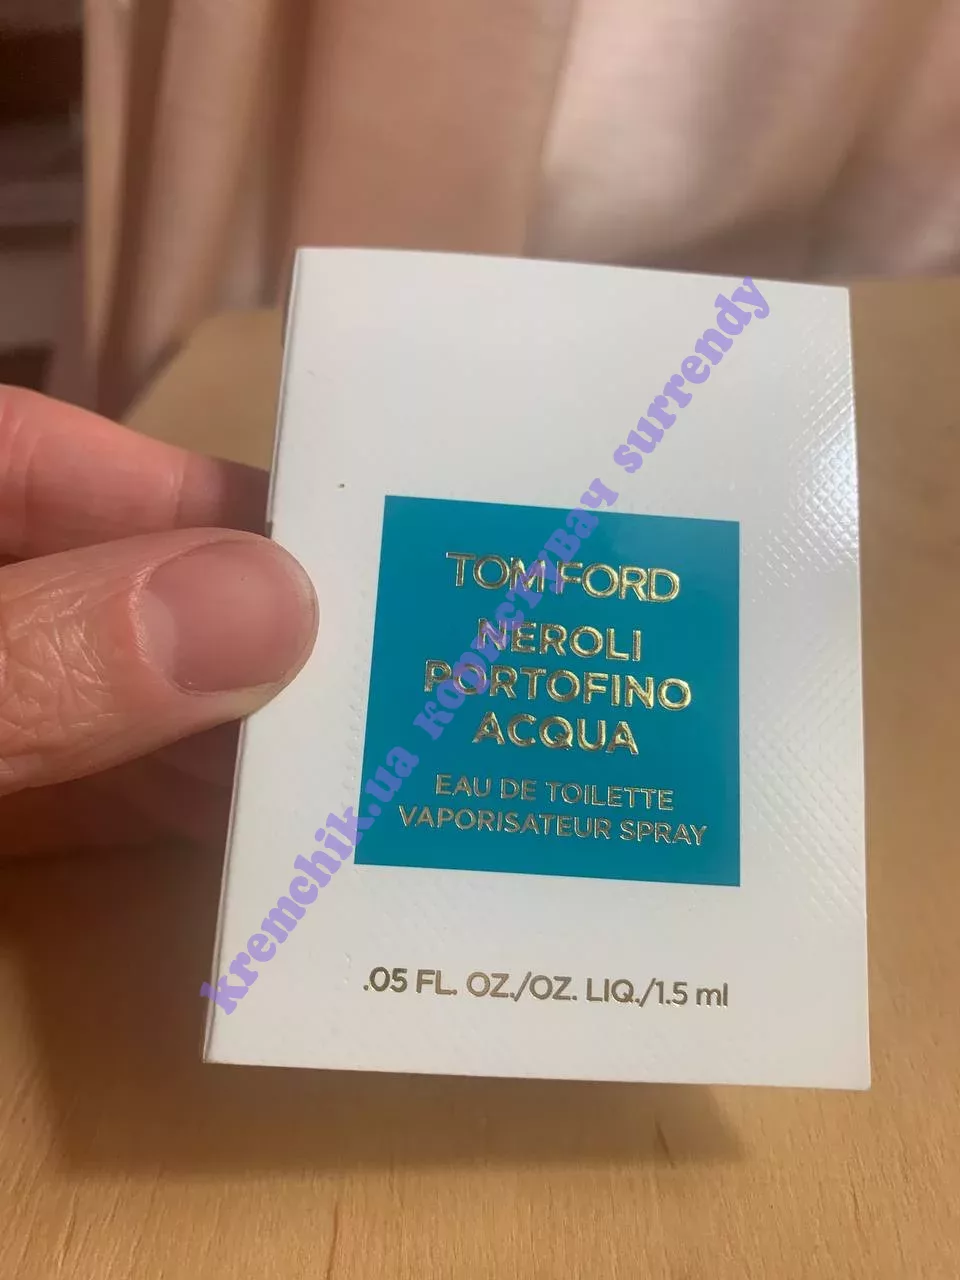 TOM FORD
NEROLI
PORTOFINO
ACQUA
EAU DE TOILETTE
VAPORISATEUR SPRAY
.05 FL. OZ./OZ. LIQ./1.5 ml
kremchik.ua користувач surrendy